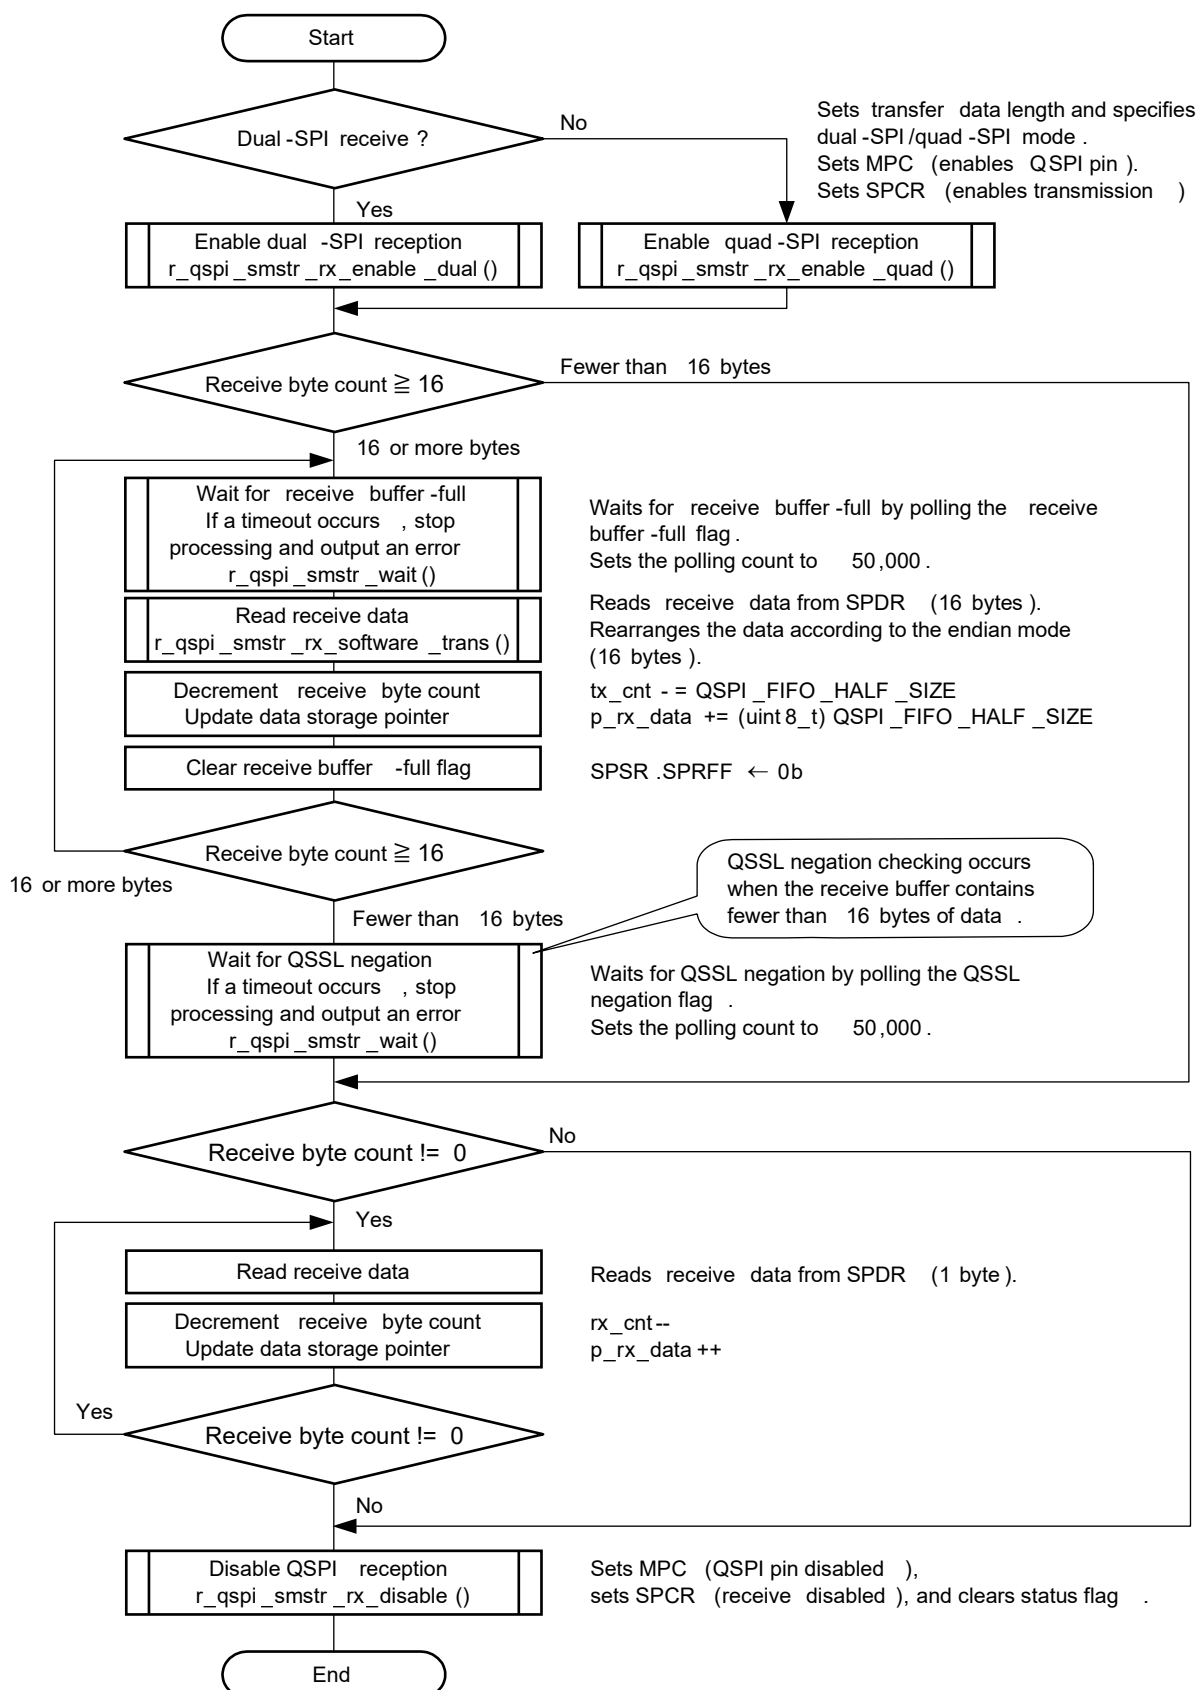 Start
Dual -SPI receive ?
No
Sets transfer data length and specifies
dual -SPI /quad -SPI mode .
Sets MPC (enables QSPI pin ).
Sets SPCR (enables transmission )
Yes
Enable dual -SPI reception
r_qspi _smstr _rx_enable _dual ()
Enable quad -SPI reception
r_qspi _smstr _rx_enable _quad ()
Receive byte count ≧ 16
Fewer than 16 bytes
16 or more bytes
Wait for receive buffer -full
If a timeout occurs , stop
processing and output an error
r_qspi _smstr _wait ()
Waits for receive buffer -full by polling the receive
buffer -full flag .
Sets the polling count to 50,000 .
Read receive data
r_qspi _smstr _rx_software _trans ()
Reads receive data from SPDR (16 bytes ).
Rearranges the data according to the endian mode
(16 bytes ).
Decrement receive byte count
Update data storage pointer
tx_cnt - = QSPI _FIFO _HALF _SIZE
p_rx_data += (uint 8_t) QSPI _FIFO _HALF _SIZE
Clear receive buffer -full flag
SPSR .SPRFF ← 0b
Receive byte count ≧ 16
16 or more bytes
QSSL negation checking occurs
when the receive buffer contains
fewer than 16 bytes of data .
Fewer than 16 bytes
Wait for QSSL negation
If a timeout occurs , stop
processing and output an error
r_qspi _smstr _wait ()
Waits for QSSL negation by polling the QSSL
negation flag .
Sets the polling count to 50,000 .
Receive byte count != 0
No
Yes
Read receive data
Reads receive data from SPDR (1 byte ).
Decrement receive byte count
Update data storage pointer
rx_cnt --
p_rx_data ++
Yes
Receive byte count != 0
No
Disable QSPI reception
r_qspi _smstr _rx_disable ()
Sets MPC (QSPI pin disabled ),
sets SPCR (receive disabled ), and clears status flag .
End